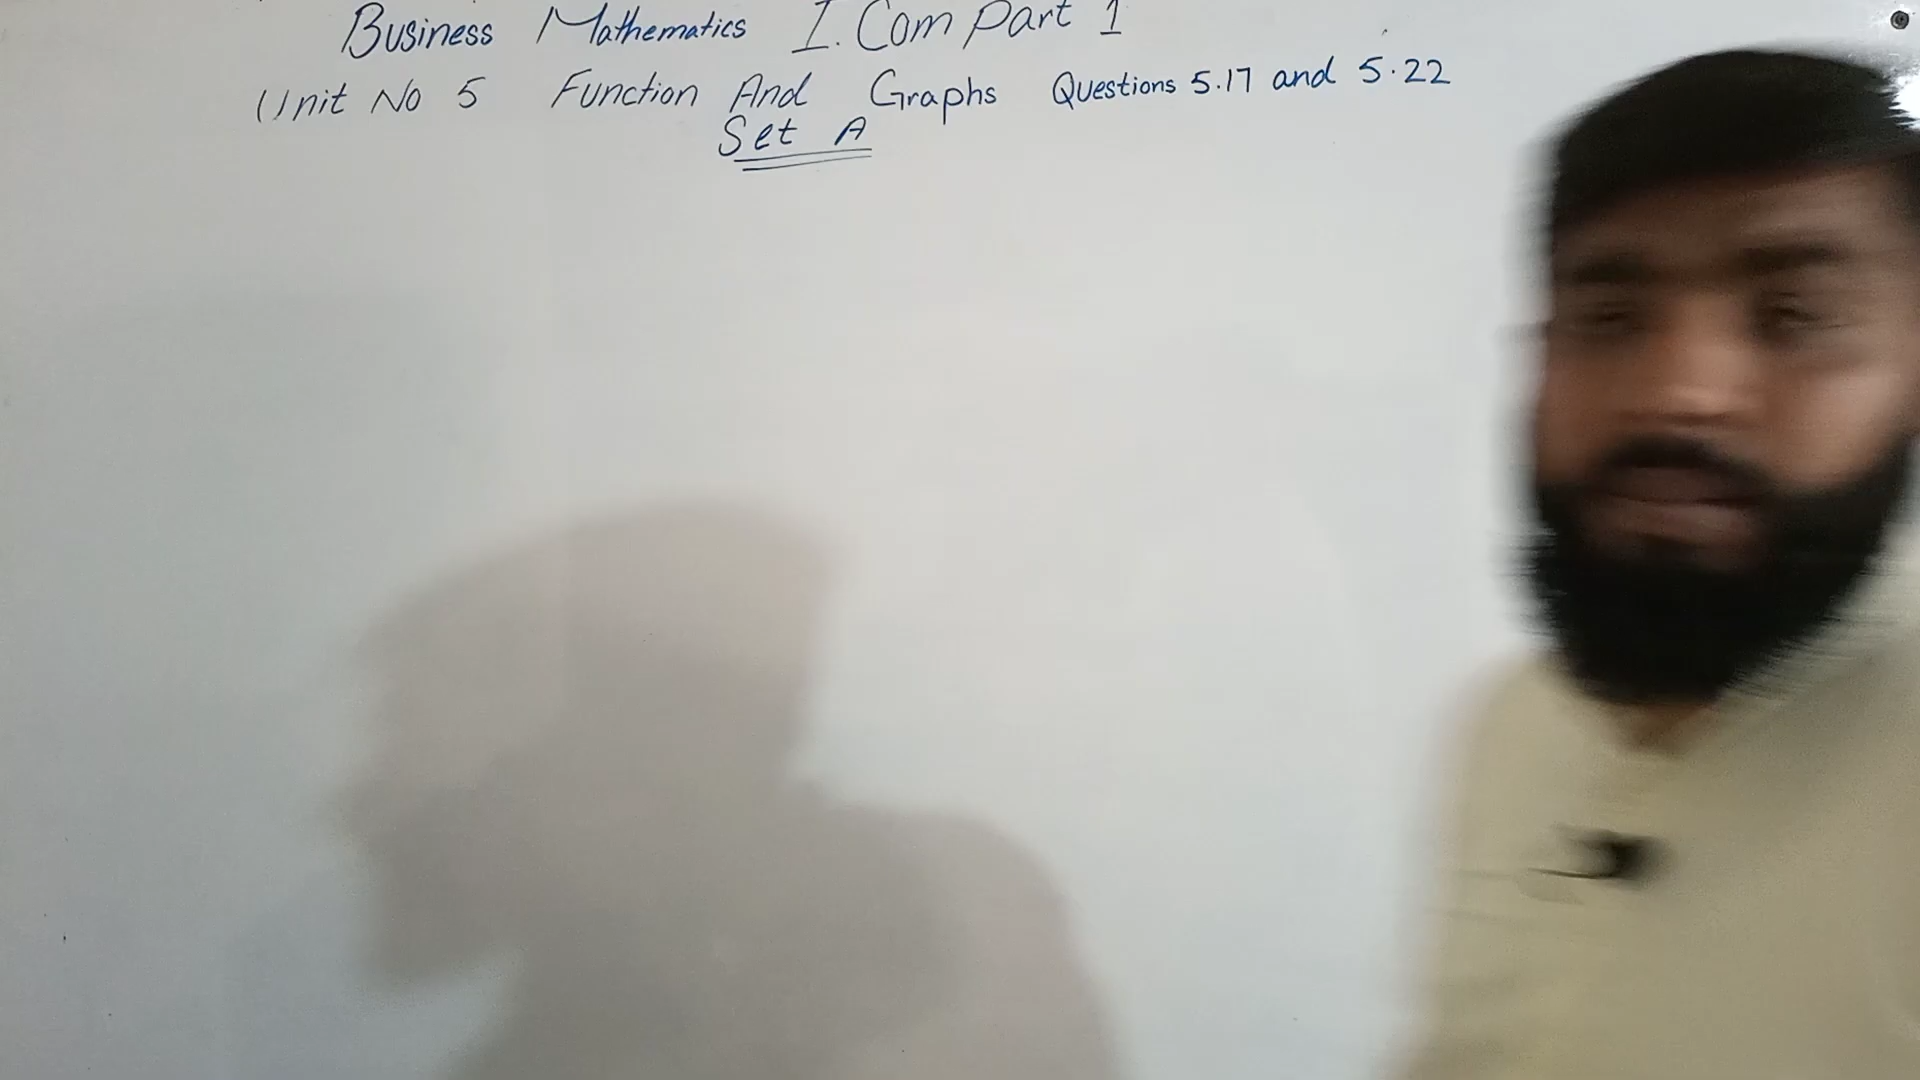 Business Mathematics I.Com Part 1
Unit No 5 Function And Graphs Questions 5.17 and 5.22
Set A